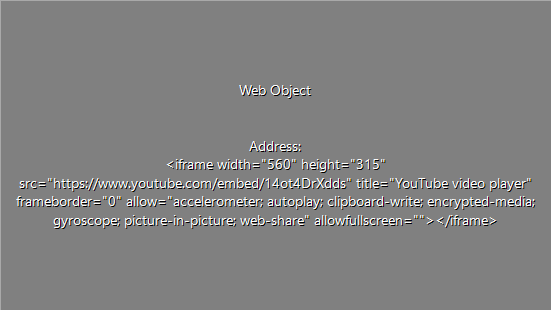 Web Object
Address:
<iframe width="560" height="315"
src="https://www.youtube.com/embed/14ot4DrXdds" title="YouTube video player"
frameborder="0" allow="accelerometer; autoplay; clipboard-write; encrypted-media;
gyroscope; picture-in-picture; web-share" allowfullscreen=""></iframe>